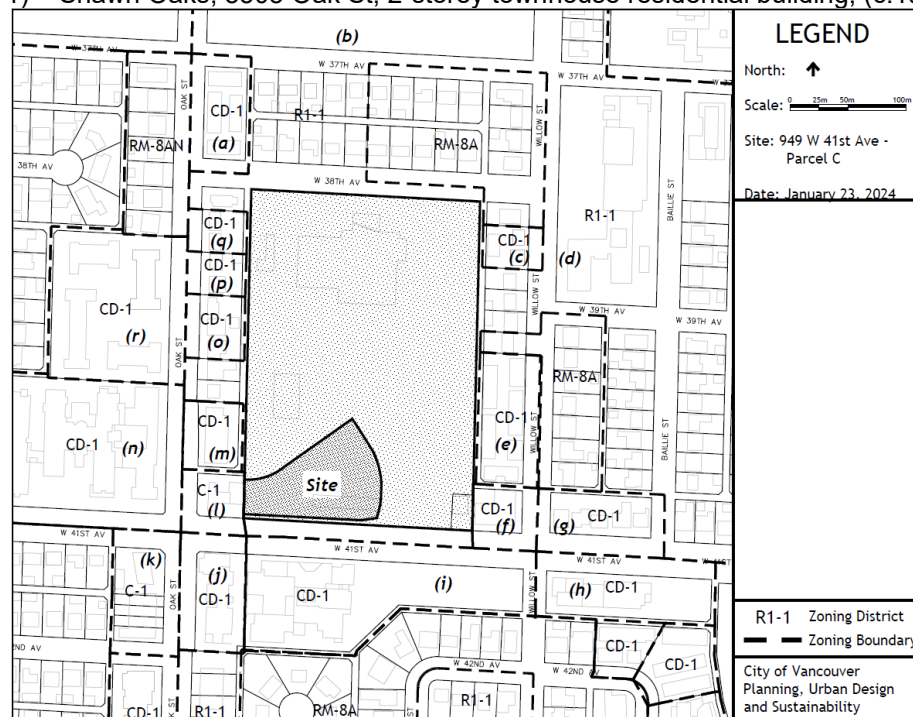 Shawn Oaks, 5909 Oak St, 2-storey townhouse residential building,
(b)
LEGEND
W 37TH AV
W 37TH AV
W 37TH AV
North:
Scale: 0 25m 50m 100m
OAK ST
CD-1
R1-1
WILLOW ST
Site: 949 W 41st Ave -
Parcel C
RM-8AN
(a)
RM-8A
38TH AV
W 38TH AV
BAILLIE ST
Date: January 23, 2024
R1-1
CD-1
(q)
CD-1
(c)
(d)
CD-1
(p)
WILLOW ST
CD-1
(r)
CD-1
(o)
W 39TH AV
W 39TH AV
OAK ST
RM-8A
CD-1
(n)
CD-1
(m)
CD-1
(e)
WILLOW ST
BAILLIE ST
Site
C-1
(l)
CD-1
(f)
(g)
CD-1
W 41ST AV
W 41ST AV
(k)
C-1
OAK ST
(j)
CD-1
CD-1
(i)
(h)
CD-1
WILLOW ST
R1-1 Zoning District
Zoning Boundary
CD-1
CD-1
W 42ND AV
W 42ND AV
City of Vancouver
Planning, Urban Design
and Sustainability
CD-1
R1-1
RM-8A
R1-1